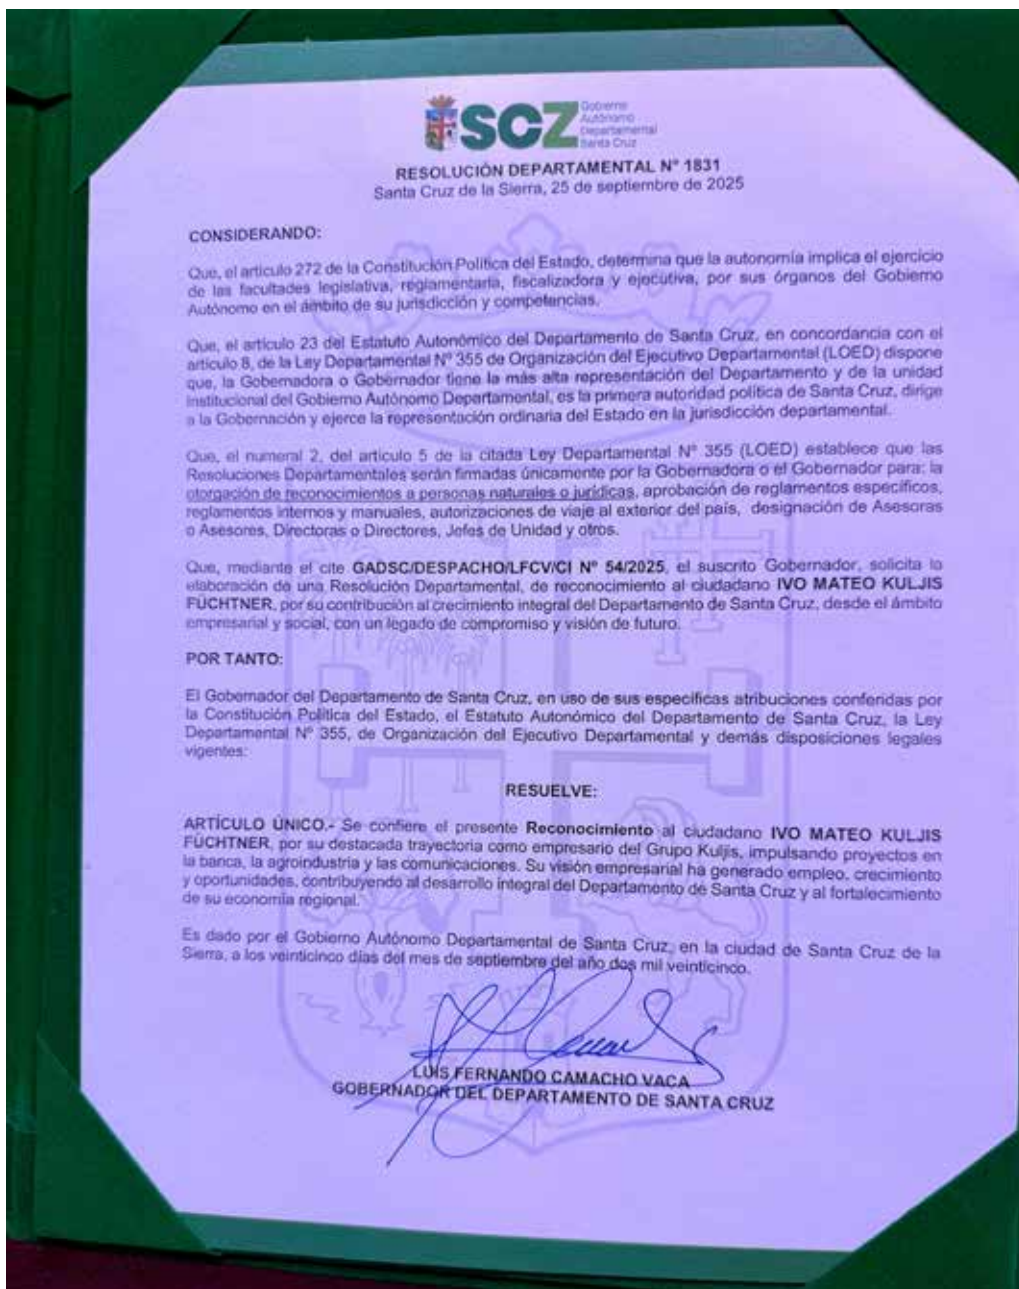 SCZ
Gobierno
Autónomo
Departamental
Santa Cruz
RESOLUCIÓN DEPARTAMENTAL N° 1831
Santa Cruz de la Sierra, 25 de septiembre de 2025
CONSIDERANDO:
Que, el artículo 272 de la Constitución Política del Estado, determina que la autonomía implica el ejercicio
de las facultades legislativa, reglamentaria, fiscalizadora y ejecutiva, por sus órganos del Gobierno
Autónomo en el ámbito de su jurisdicción y competencias.
Que, el artículo 23 del Estatuto Autonómico del Departamento de Santa Cruz, en concordancia con el
artículo 8, de la Ley Departamental N° 355 de Organización del Ejecutivo Departamental (LOED) dispone
que, la Gobernadora o Gobernador tiene la más alta representación del Departamento y de la unidad
institucional del Gobierno Autónomo Departamental, es la primera autoridad política de Santa Cruz, dirige
a la Gobernación y ejerce la representación ordinaria del Estado en la jurisdicción departamental.
Que, el numeral 2, del artículo 5 de la citada Ley Departamental N° 355 (LOED) establece que las
Resoluciones Departamentales serán firmadas únicamente por la Gobernadora o el Gobernador para: la
otorgación de reconocimientos a personas naturales o jurídicas, aprobación de reglamentos específicos,
reglamentos internos y manuales, autorizaciones de viaje al exterior del país, designación de Asesoras
o Asesores, Directoras o Directores, Jefes de Unidad y otros.
Que, mediante el cite GADSC/DESPACHO/LFCV/CI N° 54/2025, el suscrito Gobernador, solicita la
elaboración de una Resolución Departamental, de reconocimiento al ciudadano IVO MATEO KULJIS
FÜCHTNER, por su contribución al crecimiento integral del Departamento de Santa Cruz, desde el ámbito
empresarial y social, con un legado de compromiso y visión de futuro.
POR TANTO:
El Gobernador del Departamento de Santa Cruz, en uso de sus específicas atribuciones conferidas por
la Constitución Política del Estado, el Estatuto Autonómico del Departamento de Santa Cruz, la Ley
Departamental N° 355, de Organización del Ejecutivo Departamental y demás disposiciones legales
vigentes:
RESUELVE:
ARTÍCULO ÚNICO.- Se confiere el presente Reconocimiento al ciudadano IVO MATEO KULJIS
FÜCHTNER, por su destacada trayectoria como empresario del Grupo Kuljis, impulsando proyectos en
la banca, la agroindustria y las comunicaciones. Su visión empresarial ha generado empleo, crecimiento
y oportunidades, contribuyendo al desarrollo integral del Departamento de Santa Cruz y al fortalecimiento
de su economía regional.
Es dado por el Gobierno Autónomo Departamental de Santa Cruz, en la ciudad de Santa Cruz de la
Sierra, a los veinticinco días del mes de septiembre del año dos mil veinticinco.
LUIS FERNANDO CAMACHO VACA
GOBERNADOR DEL DEPARTAMENTO DE SANTA CRUZ